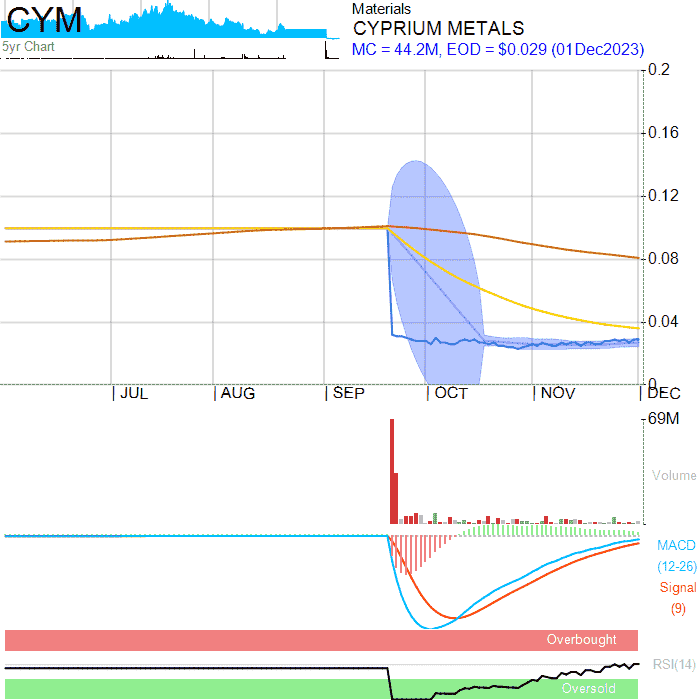 CYM
5yr Chart
Materials
CYPRIUM METALS
MC = 44.2M, EOD = $0.029 (01Dec2023)
0.2
0.16
0.12
0.08
0.04
0
JUL AUG SEP OCT NOV DEC
69M
Volume
MACD
(12-26)
Signal
(9)
Overbought
RSI(14)
Oversold